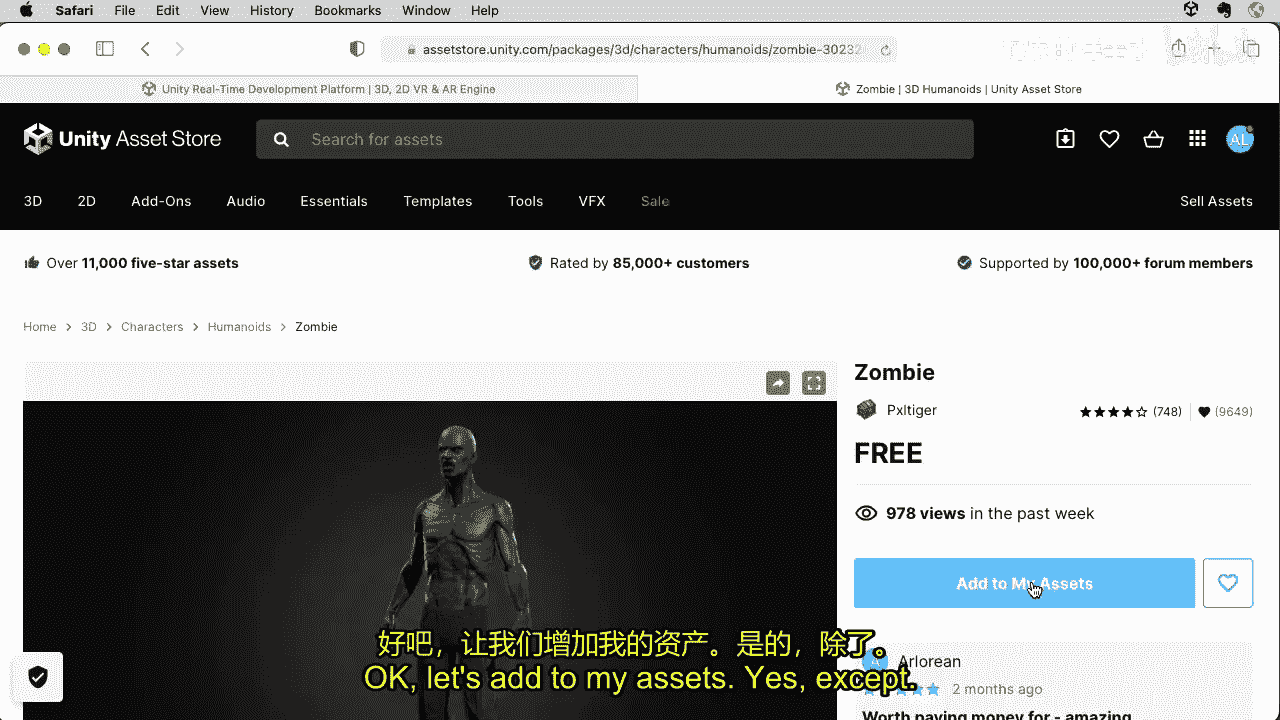 Safari File Edit View History Bookmarks Window Help
assetstore.unity.com/packages/3d/characters/humanoids/zombie-30232
Unity Real-Time Development Platform | 3D, 2D VR & AR Engine
Zombie | 3D Humanoids | Unity Asset Store
Unity Asset Store
Search for assets
AL
3D 2D Add-Ons Audio Essentials Templates Tools VFX Sale Sell Assets
Over 11,000 five-star assets
Rated by 85,000+ customers
Supported by 100,000+ forum members
Home > 3D > Characters > Humanoids > Zombie
Zombie
Pxltiger
(748)
(9649)
FREE
978 views in the past week
Add to My Assets
好吧，让我们增加我的资产。是的，除了。
OK, let's add to my assets. Yes, except.
A
Arlorean
2 months ago
Worth paying money for - amazing